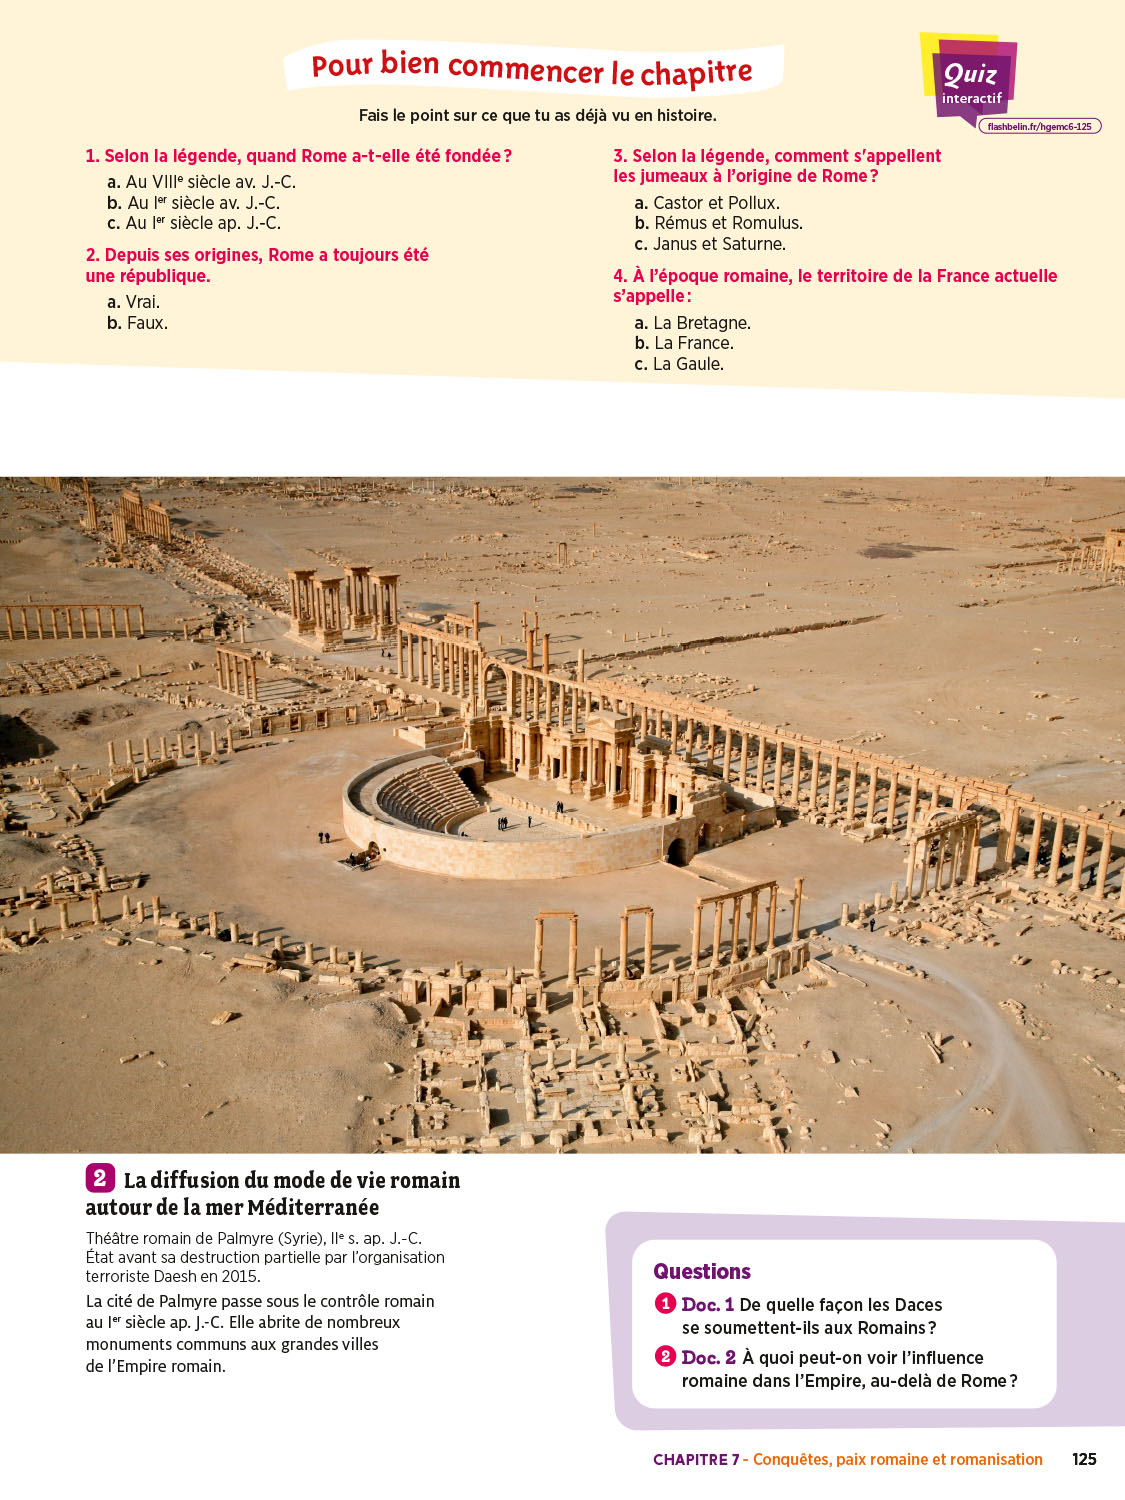 Pour bien commencer le chapitre
Quiz
interactif
flashbelin.fr/hgemc6-125
Fais le point sur ce que tu as déjà vu en histoire.
1. Selon la légende, quand Rome a-t-elle été fondée ?
a. Au VIIIe siècle av. J.-C.
b. Au Ier siècle av. J.-C.
c. Au Ier siècle ap. J.-C.
2. Depuis ses origines, Rome a toujours été
une république.
a. Vrai.
b. Faux.
3. Selon la légende, comment s'appellent
les jumeaux à l’origine de Rome ?
a. Castor et Pollux.
b. Rémus et Romulus.
c. Janus et Saturne.
4. À l’époque romaine, le territoire de la France actuelle
s’appelle :
a. La Bretagne.
b. La France.
c. La Gaule.
2 La diffusion du mode de vie romain
autour de la mer Méditerranée
Théâtre romain de Palmyre (Syrie), IIe s. ap. J.-C.
État avant sa destruction partielle par l’organisation
terroriste Daesh en 2015.
La cité de Palmyre passe sous le contrôle romain
au Ier siècle ap. J.-C. Elle abrite de nombreux
monuments communs aux grandes villes
de l’Empire romain.
Questions
1 Doc. 1 De quelle façon les Daces
se soumettent-ils aux Romains ?
2 Doc. 2 À quoi peut-on voir l’influence
romaine dans l’Empire, au-delà de Rome ?
CHAPITRE 7 - Conquêtes, paix romaine et romanisation 125